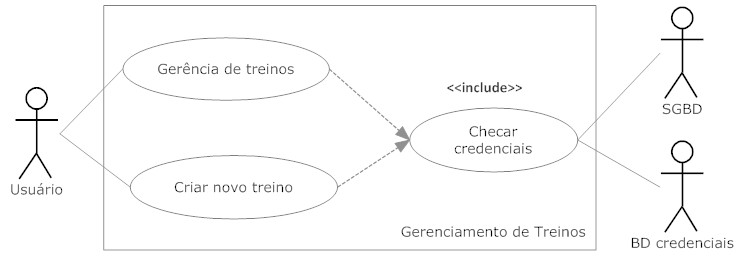 Gerência de treinos
<<include>>
SGBD
Checar
credenciais
Usuário
Criar novo treino
Gerenciamento de Treinos
BD credenciais